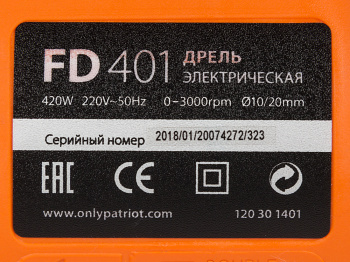 FD 401 ДРЕЛЬ ЭЛЕКТРИЧЕСКАЯ
420W 220V~50Hz 0-3000rpm Ø10/20mm
Серийный номер 2018/01/20074272/323
EAC CE
www.onlypatriot.com 120 30 1401